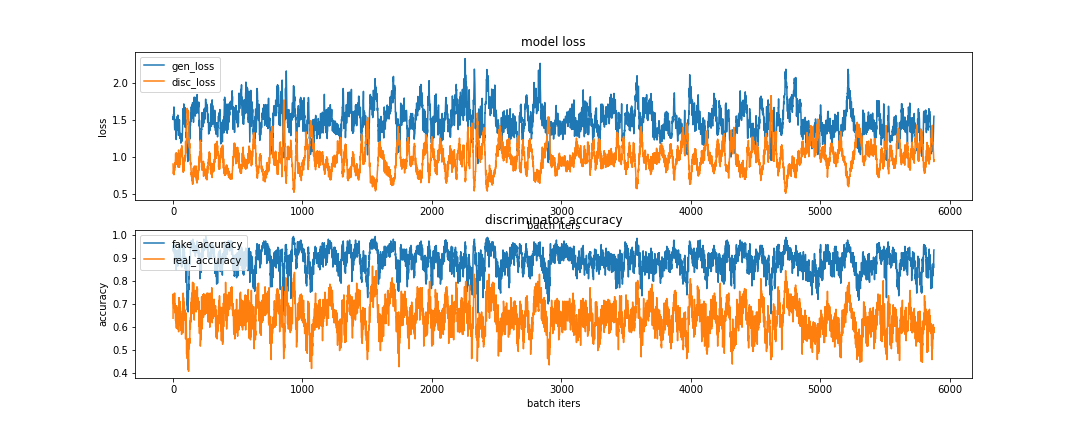 model loss
gen_loss
disc_loss
2.0
1.5
1.0
0.5
loss
0 1000 2000 3000 4000 5000 6000
batch iters
discriminator accuracy
fake_accuracy
real_accuracy
1.0
0.9
0.8
0.7
0.6
0.5
0.4
accuracy
0 1000 2000 3000 4000 5000 6000
batch iters